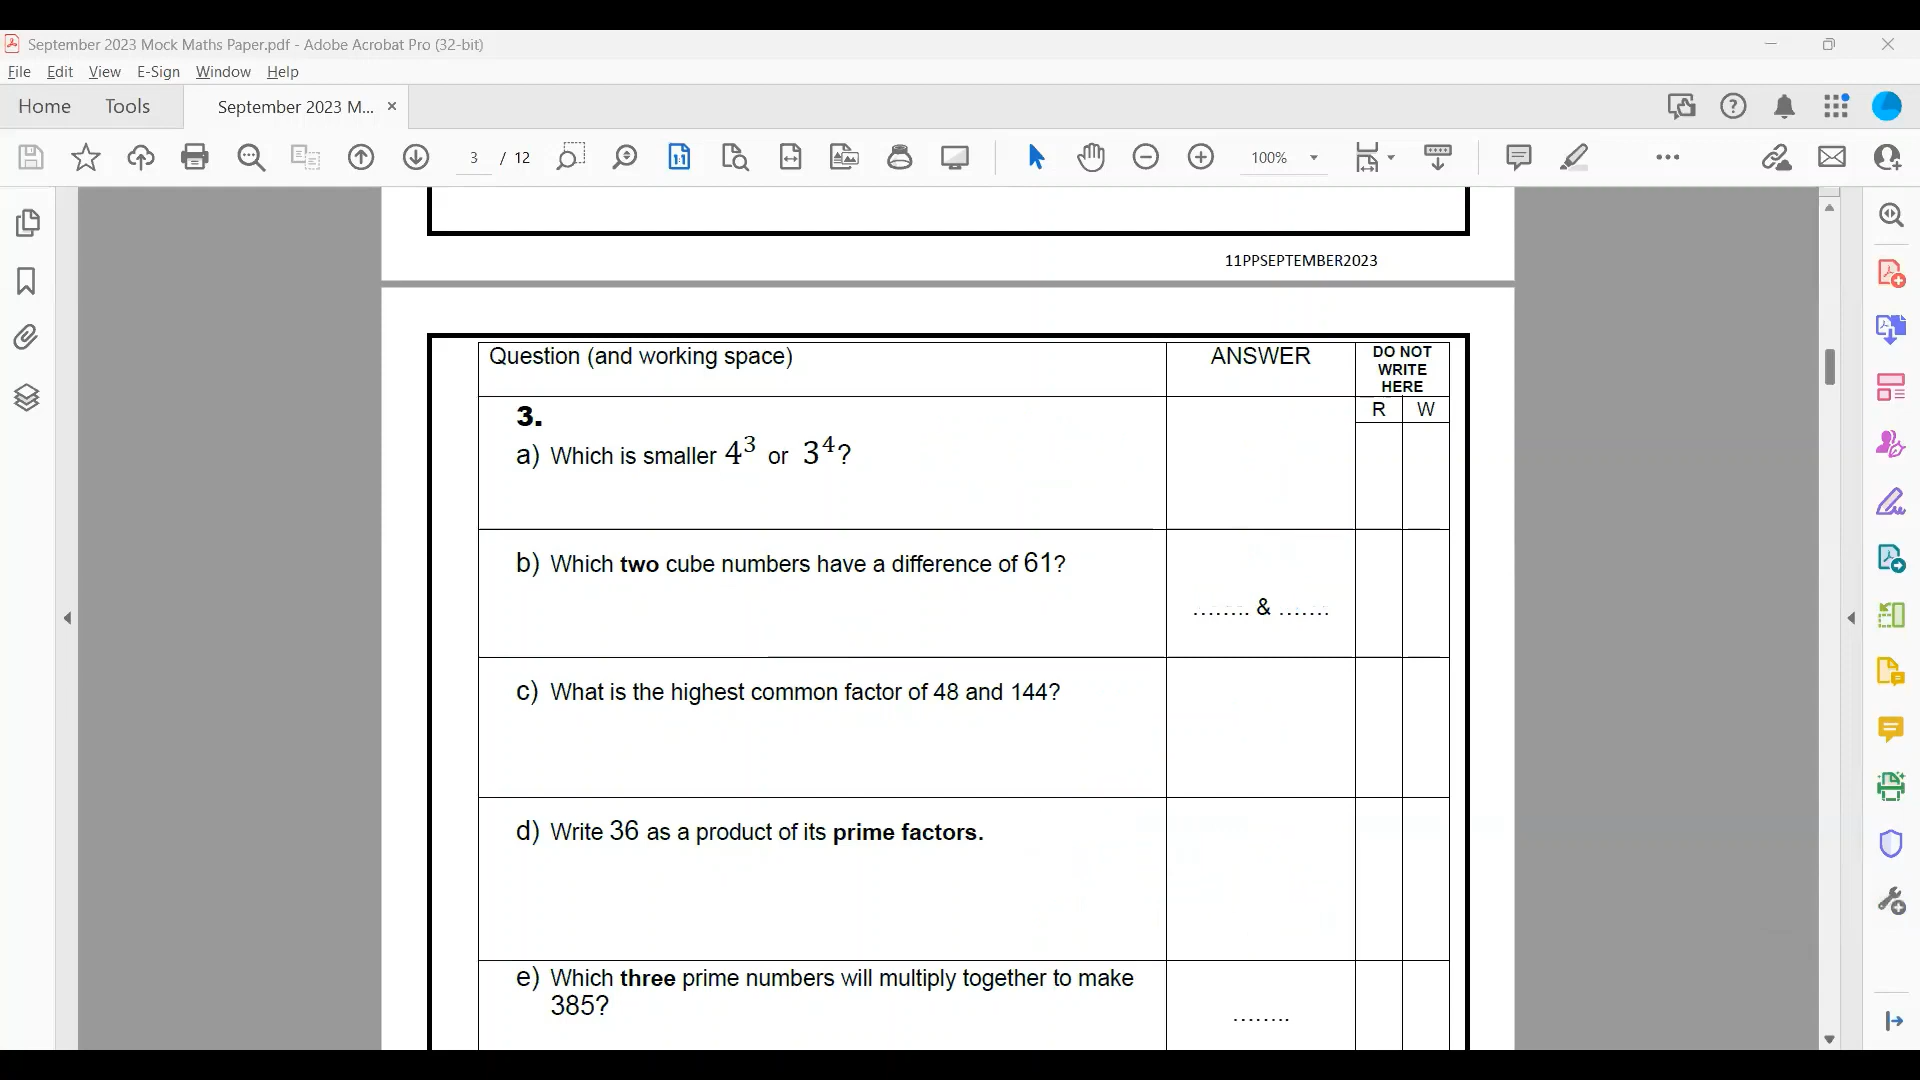 September 2023 Mock Maths Paper.pdf - Adobe Acrobat Pro (32-bit)
File Edit View E-Sign Window Help
Home Tools September 2023 M... ×
3 / 12 100%
11PPSEPTEMBER2023
Question (and working space) ANSWER DO NOT
WRITE
HERE
R W
3.
a) Which is smaller 4³ or 3⁴?
b) Which two cube numbers have a difference of 61?
........ & .......
c) What is the highest common factor of 48 and 144?
d) Write 36 as a product of its prime factors.
e) Which three prime numbers will multiply together to make
385?
........